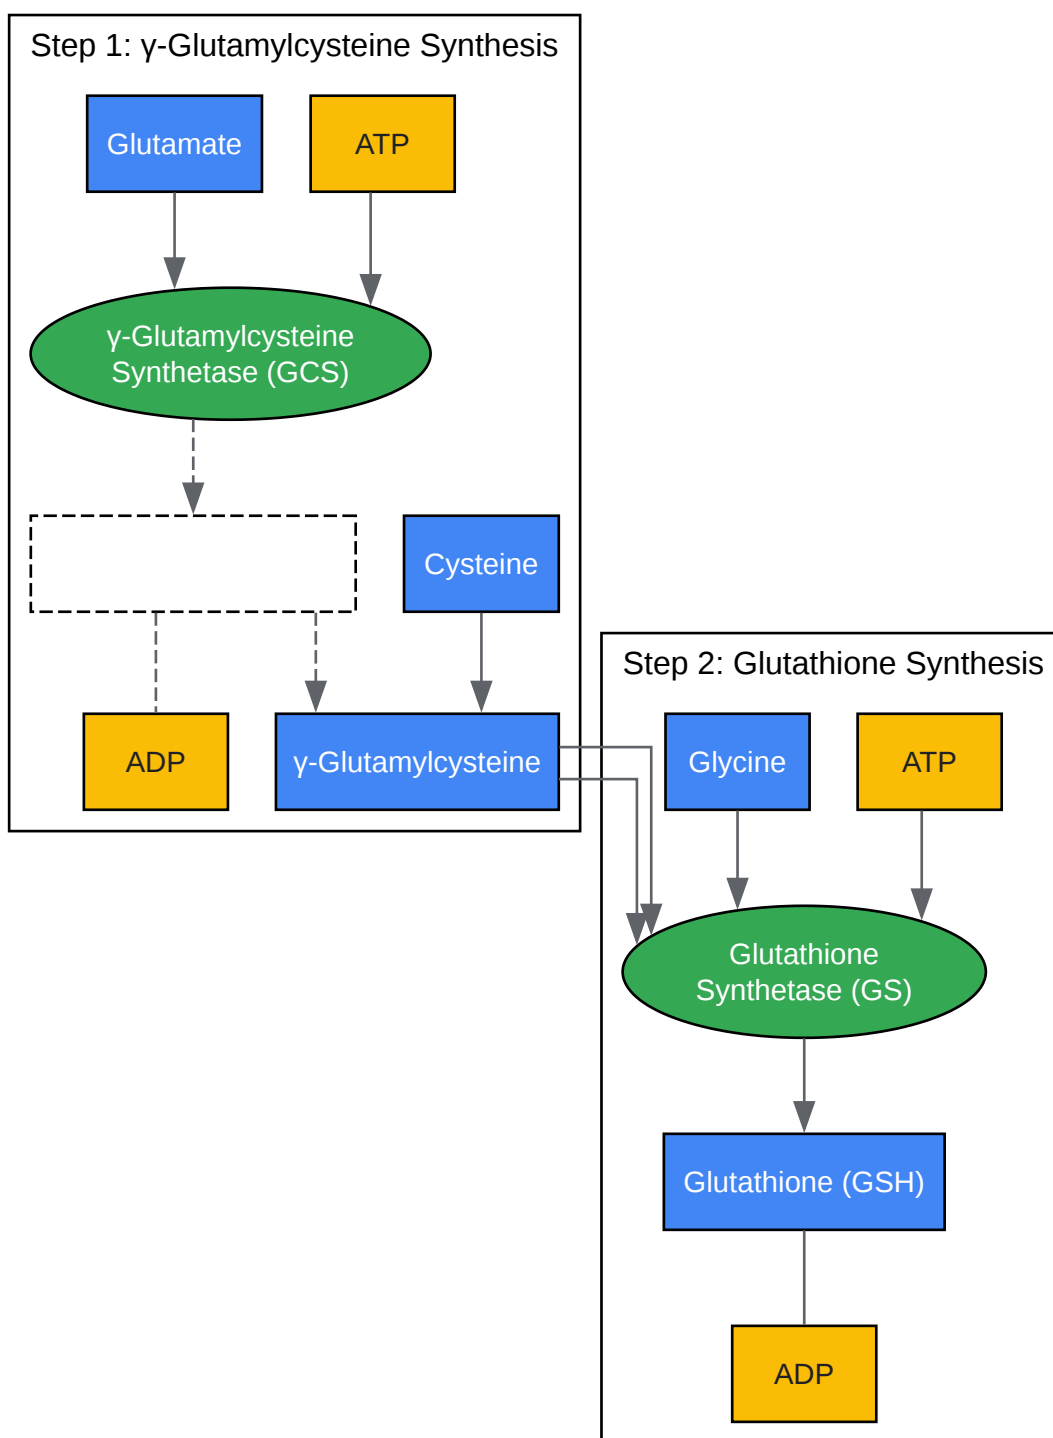 Step 1: γ-Glutamylcysteine Synthesis
Glutamate
ATP
γ-Glutamylcysteine
Synthetase (GCS)
Cysteine
ADP
γ-Glutamylcysteine
Step 2: Glutathione Synthesis
Glycine
ATP
Glutathione
Synthetase (GS)
Glutathione (GSH)
ADP